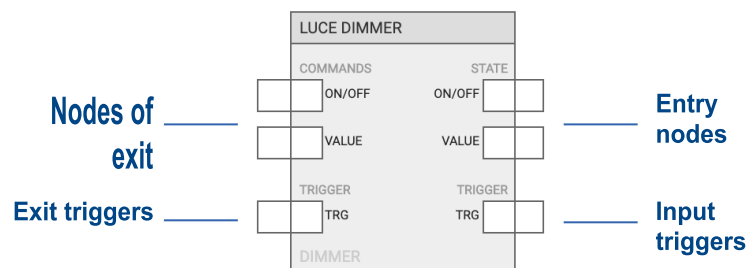 LUCE DIMMER
COMMANDS STATE
ON/OFF ON/OFF
Nodes of
exit
VALUE VALUE
Entry
nodes
TRIGGER TRIGGER
Exit triggers
TRG TRG
Input
triggers
DIMMER